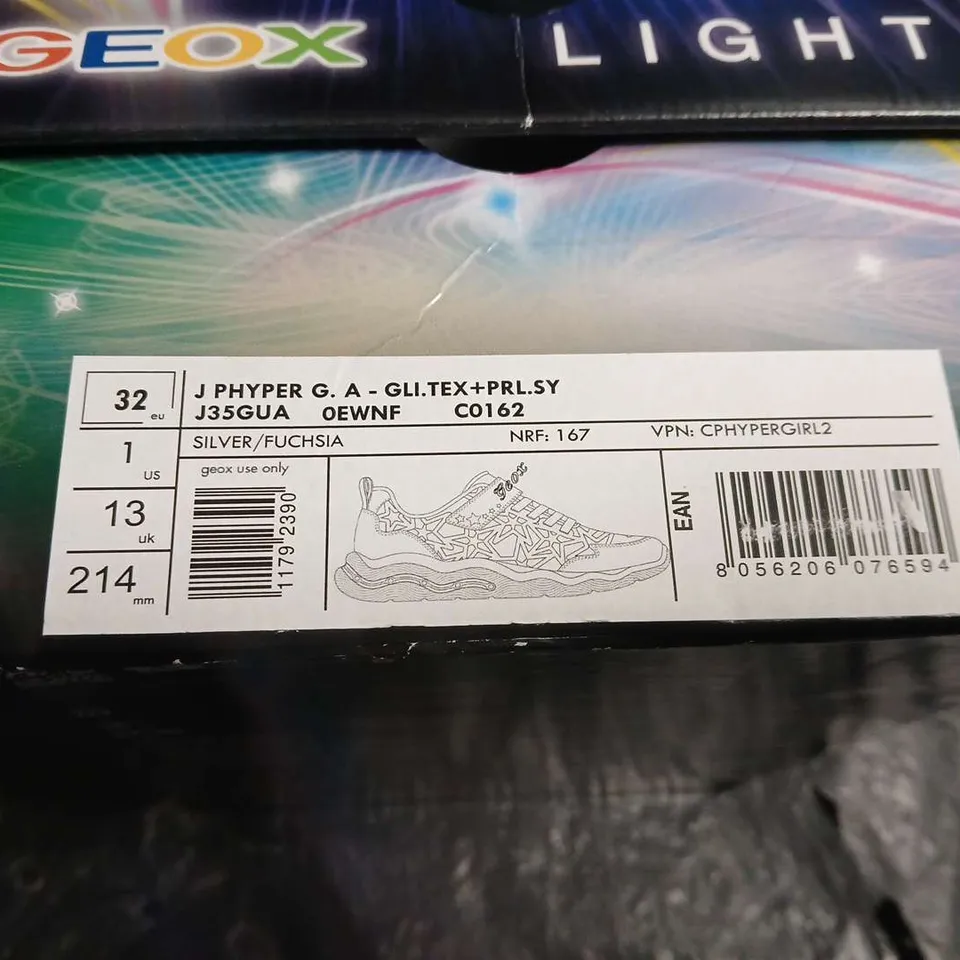 GEOX LIGHT
32 eu
J PHYPER G. A - GLI.TEX+PRL.SY
J35GUA 0EWNF C0162
1 US
SILVER/FUCHSIA NRF: 167 VPN: CPHYPERGIRL2
geox use only
13 uk
214 mm
1179 2390
Geox
EAN
8 056206 076594